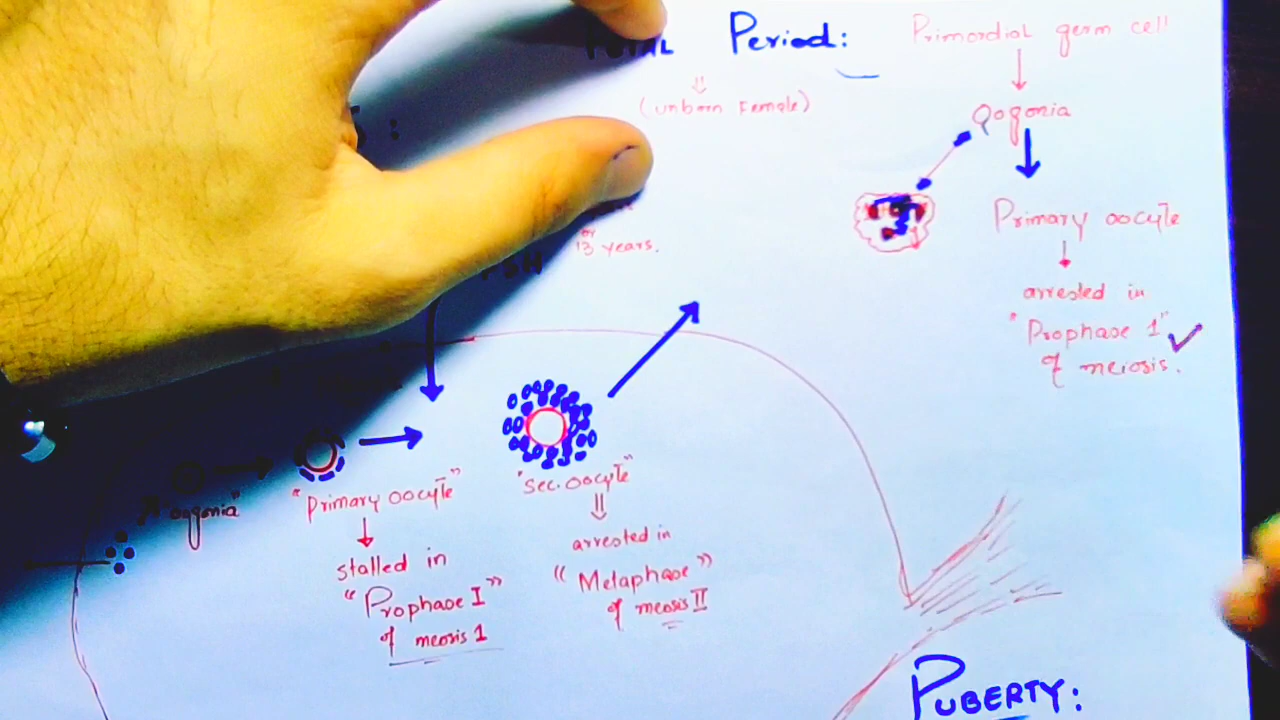 Period:
(unborn Female)
Primordial germ cell
Oogonia
Primary oocyte
arrested in
"Prophase 1"
of meiosis.
or
13 years.
"oogonia"
"Primary oocyte"
stalled in
"Prophase I"
of meosis 1
"Sec. oocyte"
arrested in
"Metaphase"
of meosis II
PUBERTY: